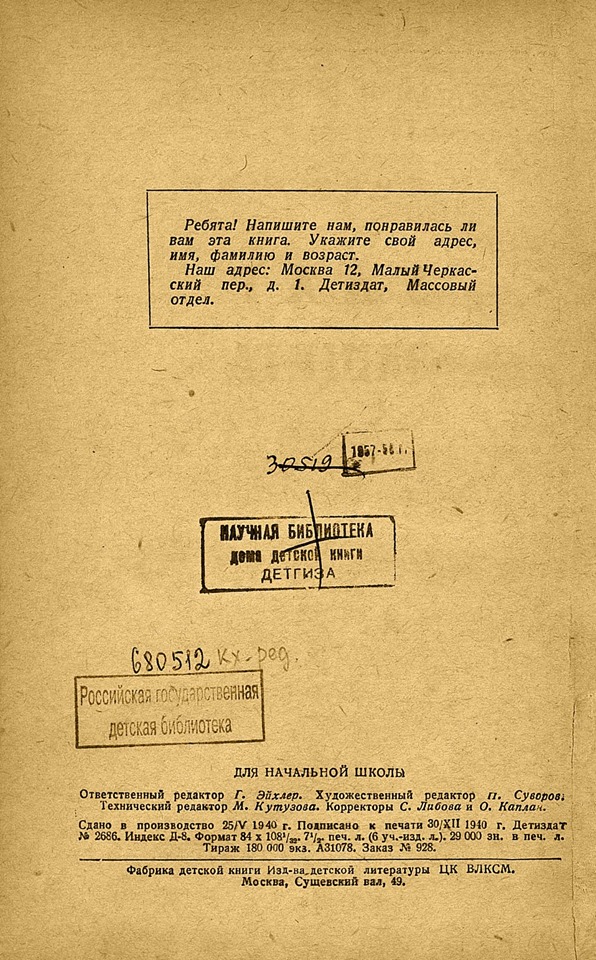 Ребята! Напишите нам, понравилась ли
вам эта книга. Укажите свой адрес,
имя, фамилию и возраст.
Наш адрес: Москва 12, Малый Черкас-
ский пер., д. 1. Детиздат, Массовый
отдел.
30519
1957-58 г.
НАУЧНАЯ БИБЛИОТЕКА
дома детской книги
ДЕТГИЗА
680512 кх-ред.
Российская государственная
детская библиотека
ДЛЯ НАЧАЛЬНОЙ ШКОЛЫ
Ответственный редактор Г. Эйхлер. Художественный редактор П. Суворов.
Технический редактор М. Кутузова. Корректоры С. Либова и О. Каплан.
Сдано в производство 25/V 1940 г. Подписано к печати 30/XII 1940 г. Детиздат
№ 2686. Индекс Д-8. Формат 84 х 108¹/₃₂. 7¹/₂. печ. л. (6 уч.-изд. л.). 29 000 зн. в печ. л.
Тираж 180 000 экз. А31078. Заказ № 928.
Фабрика детской книги Изд-ва детской литературы ЦК ВЛКСМ.
Москва, Сущевский вал, 49.